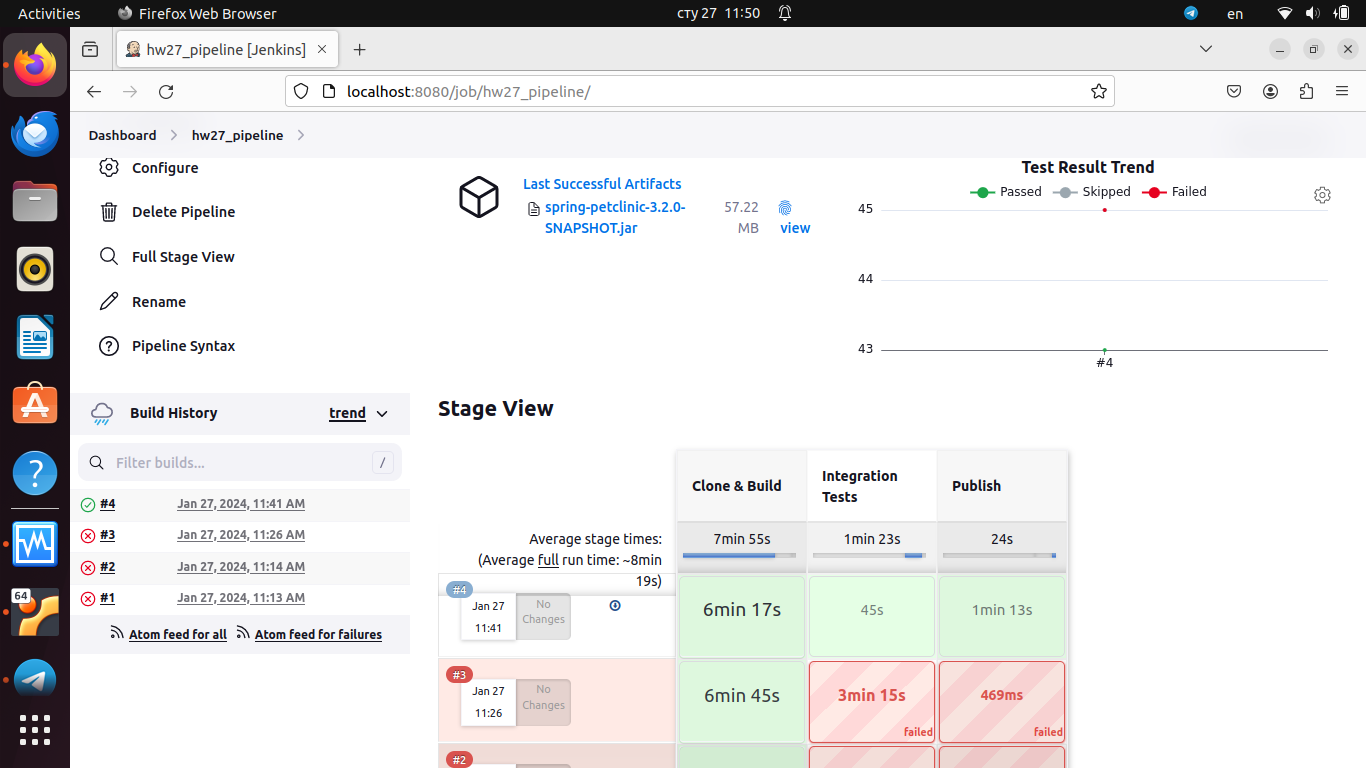 Activities
Firefox Web Browser
сту 27 11:50
en
hw27_pipeline [Jenkins]
localhost:8080/job/hw27_pipeline/
Dashboard
hw27_pipeline
Configure
Delete Pipeline
Full Stage View
Rename
Pipeline Syntax
Last Successful Artifacts
spring-petclinic-3.2.0-
SNAPSHOT.jar
57.22
MB
view
Test Result Trend
Passed
Skipped
Failed
45
44
43
#4
Build History
trend
Filter builds...
/
#4 Jan 27, 2024, 11:41 AM
#3 Jan 27, 2024, 11:26 AM
#2 Jan 27, 2024, 11:14 AM
#1 Jan 27, 2024, 11:13 AM
Atom feed for all
Atom feed for failures
64
Stage View
Clone & Build
Integration
Tests
Publish
Average stage times:
(Average full run time: ~8min
19s)
7min 55s
1min 23s
24s
#4
Jan 27
11:41
No
Changes
6min 17s
45s
1min 13s
#3
Jan 27
11:26
No
Changes
6min 45s
3min 15s
failed
469ms
failed
#2